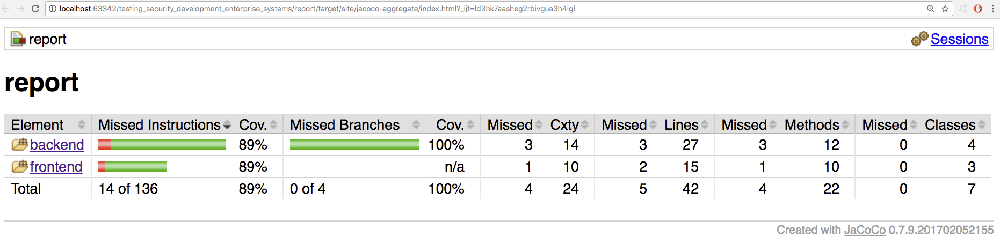 localhost:63342/testing_security_development_enterprise_systems/report/target/site/jacoco-aggregate/index.html?_ijt=ld3hk7aasheg2rbivgua3h4lgl
report Sessions
report
Element Missed Instructions Cov. Missed Branches Cov. Missed Cxty Missed Lines Missed Methods Missed Classes
backend 89% 100% 3 14 3 27 3 12 0 4
frontend 89% n/a 1 10 2 15 1 10 0 3
Total 14 of 136 89% 0 of 4 100% 4 24 5 42 4 22 0 7
Created with JaCoCo 0.7.9.201702052155